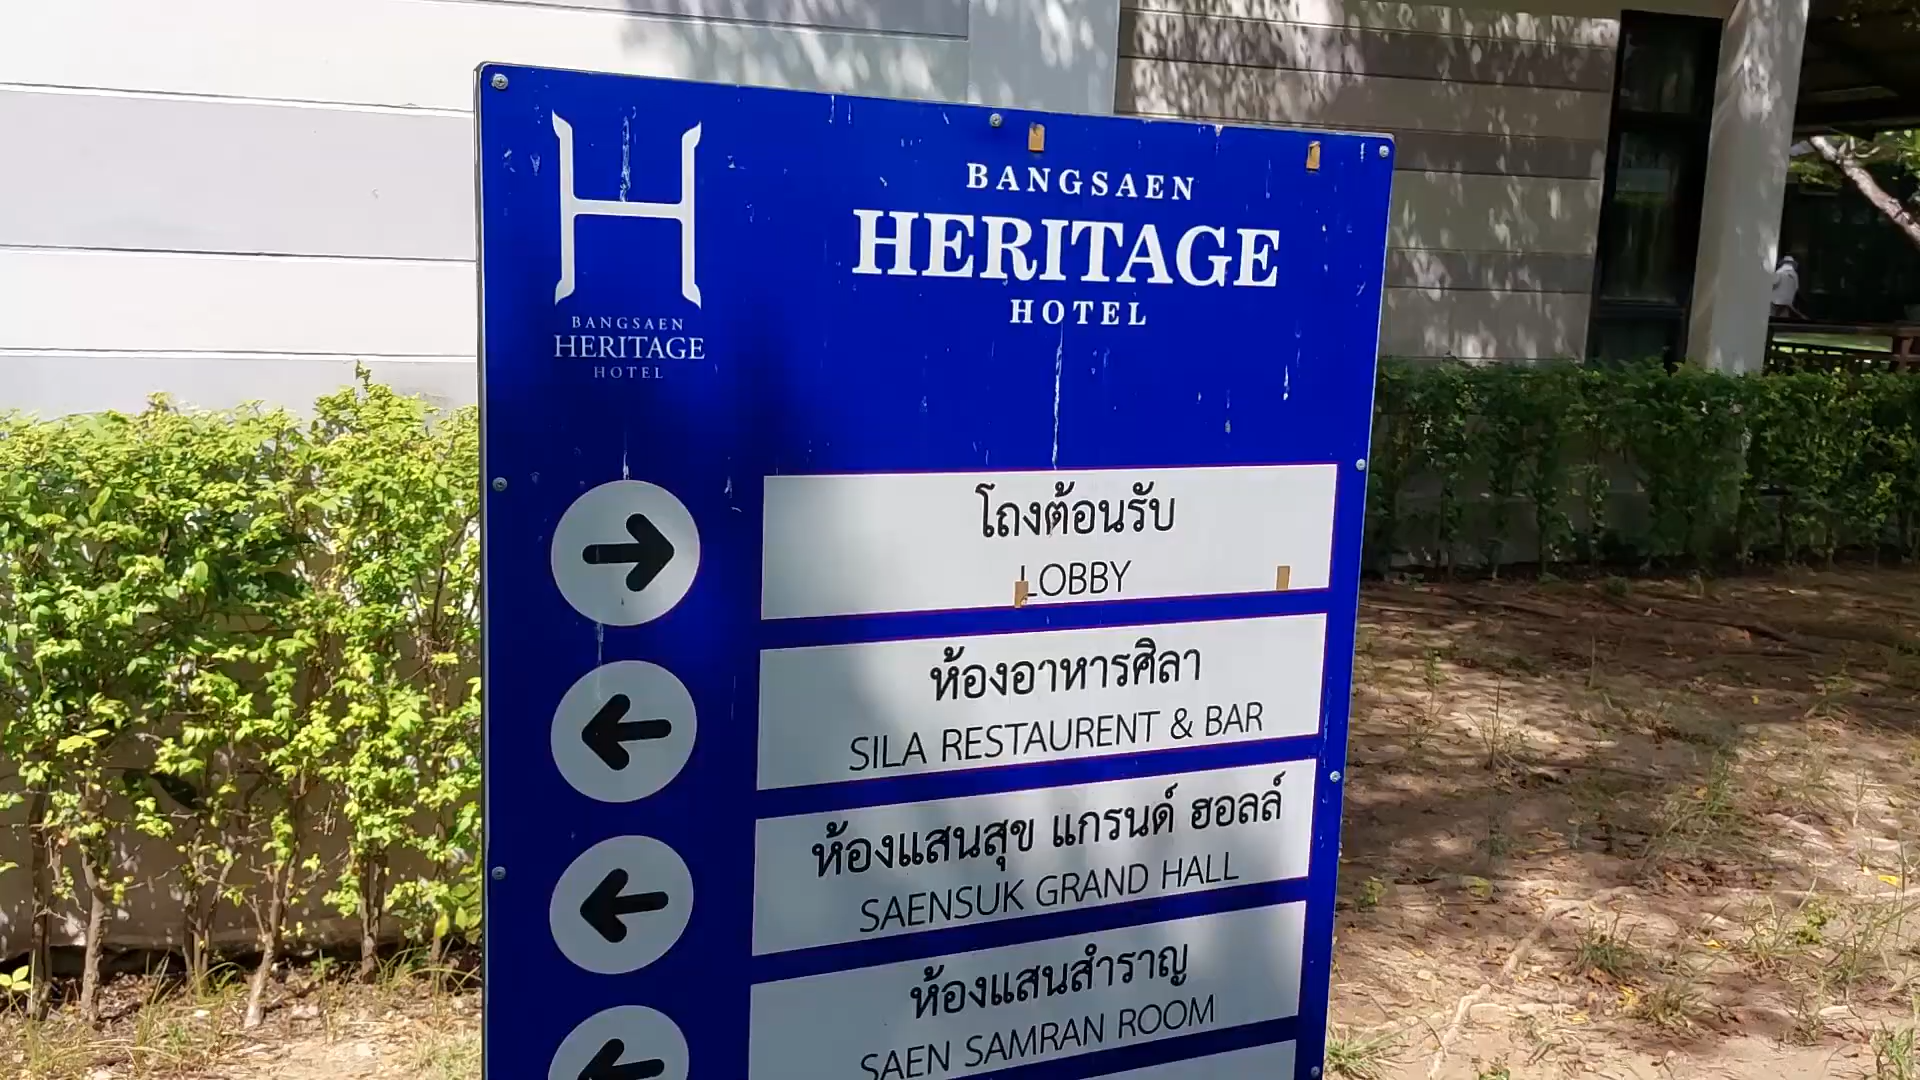 BANGSAEN
HERITAGE
HOTEL
BANGSAEN
HERITAGE
HOTEL
โถงต้อนรับ
LOBBY
ห้องอาหารศิลา
SILA RESTAURENT & BAR
ห้องแสนสุข แกรนด์ ฮอลล์
SAENSUK GRAND HALL
ห้องแสนสำราญ
SAEN SAMRAN ROOM